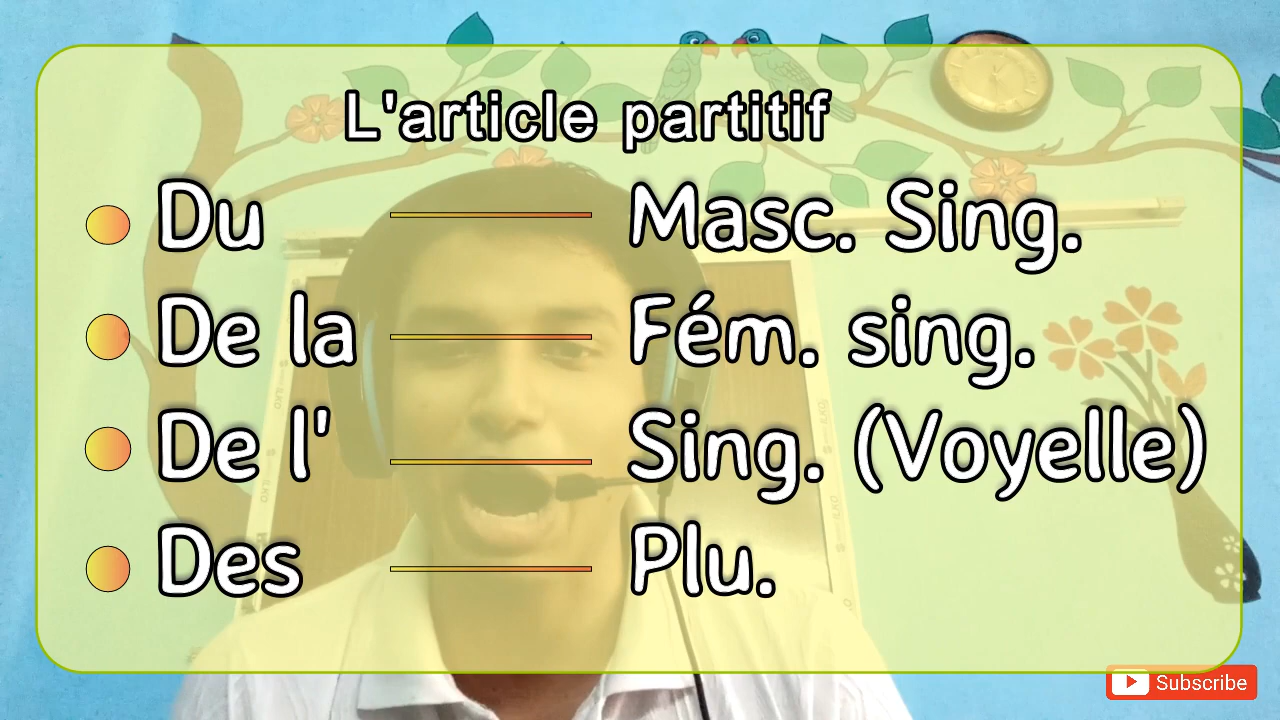 L'article partitif
Du Masc. Sing.
De la Fém. sing.
De l' Sing. (Voyelle)
Des Plu.
Subscribe